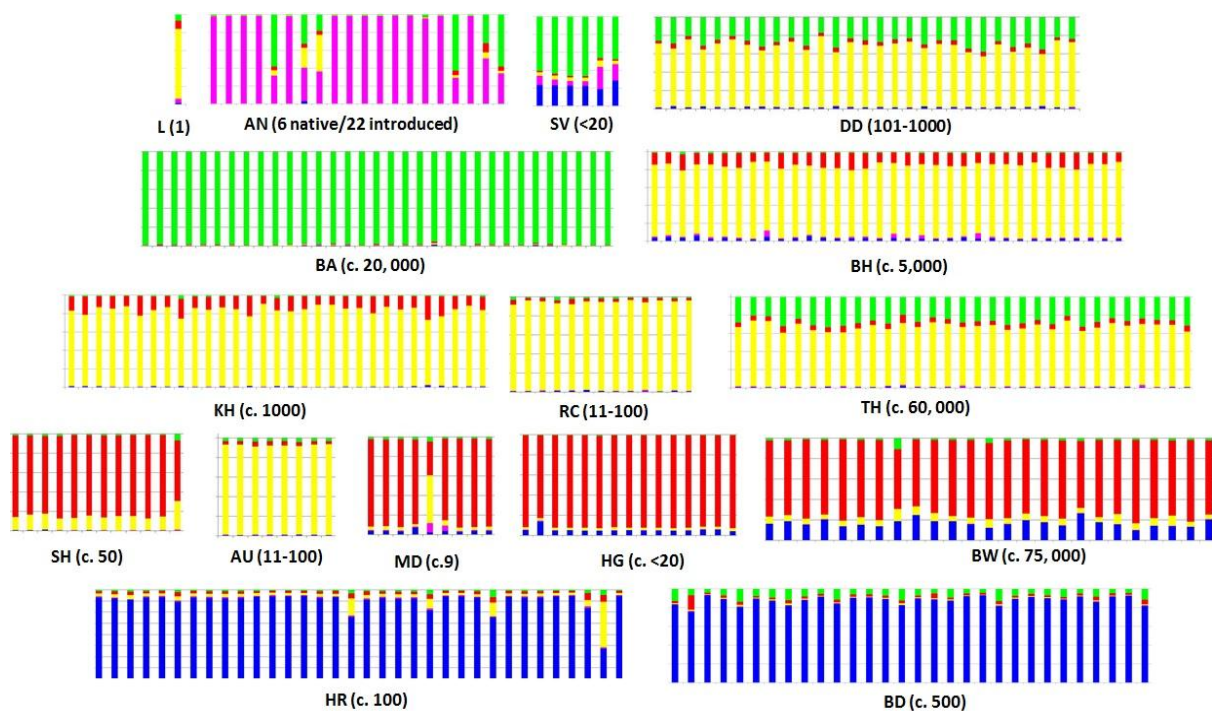 L (1)
AN (6 native/22 introduced)
SV (<20)
DD (101-1000)
BA (c. 20, 000)
BH (c. 5,000)
KH (c. 1000)
RC (11-100)
TH (c. 60, 000)
SH (c. 50)
AU (11-100)
MD (c.9)
HG (c. <20)
BW (c. 75, 000)
HR (c. 100)
BD (c. 500)